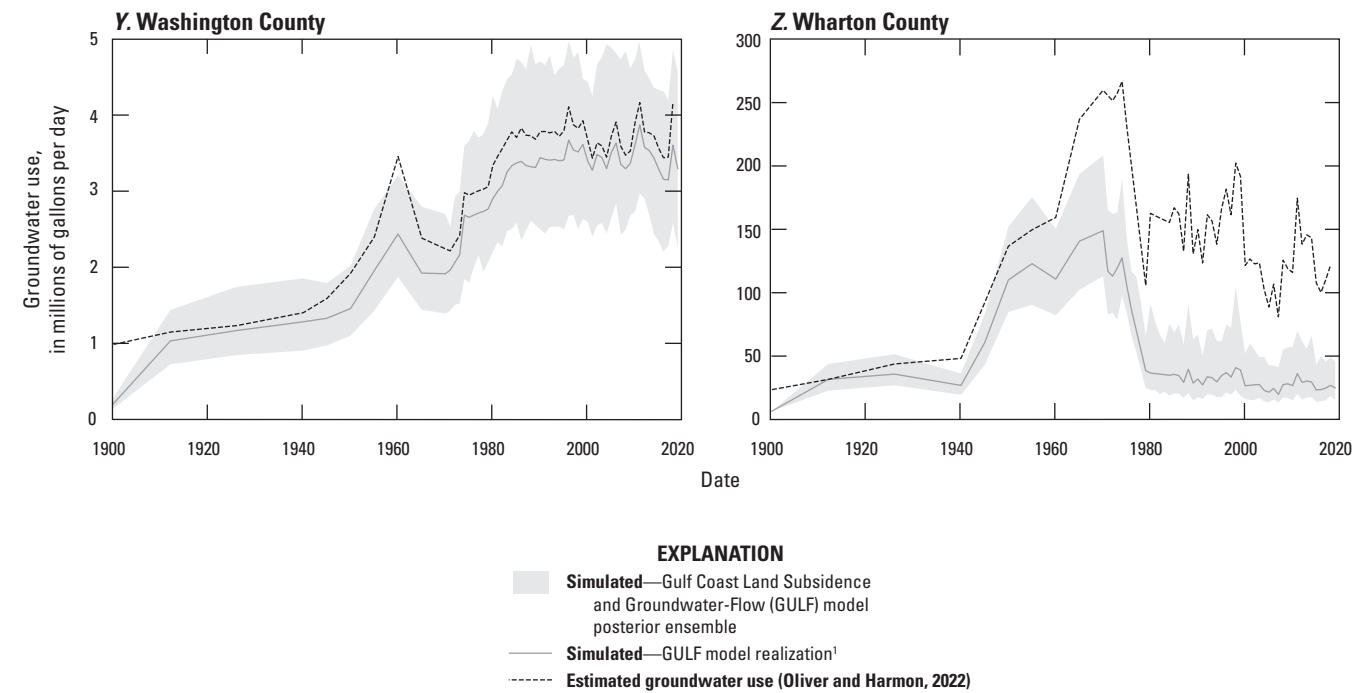 Y. Washington County
Z. Wharton County
Groundwater use,
in millions of gallons per day
5
4
3
2
1
0
1900 1920 1940 1960 1980 2000 2020
300
250
200
150
100
50
0
1900 1920 1940 1960 1980 2000 2020
Date
EXPLANATION
Simulated—Gulf Coast Land Subsidence
and Groundwater-Flow (GULF) model
posterior ensemble
Simulated—GULF model realization¹
Estimated groundwater use (Oliver and Harmon, 2022)